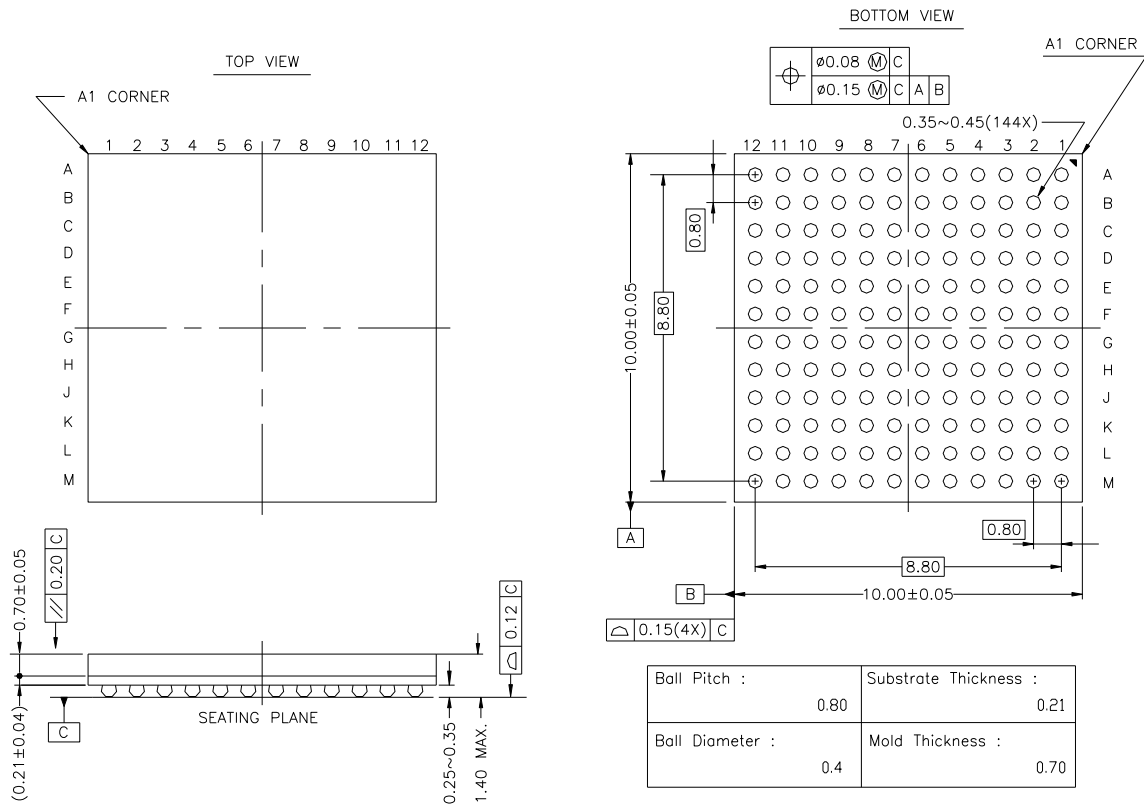 BOTTOM VIEW
TOP VIEW
A1 CORNER
A1 CORNER
ø0.08 Ⓜ C
ø0.15 Ⓜ C A B
0.35~0.45(144X)
1 2 3 4 5 6 7 8 9 10 11 12
A
B
C
D
E
F
G
H
J
K
L
M
12 11 10 9 8 7 6 5 4 3 2 1
A
B
C
D
E
F
G
H
J
K
L
M
0.80
8.80
10.00±0.05
A
0.80
8.80
B
10.00±0.05
0.15(4X) C
0.70±0.05
// 0.20 C
(0.21±0.04)
C
SEATING PLANE
0.12 C
0.25~0.35
1.40 MAX.
Ball Pitch :
0.80
Substrate Thickness :
0.21
Ball Diameter :
0.4
Mold Thickness :
0.70